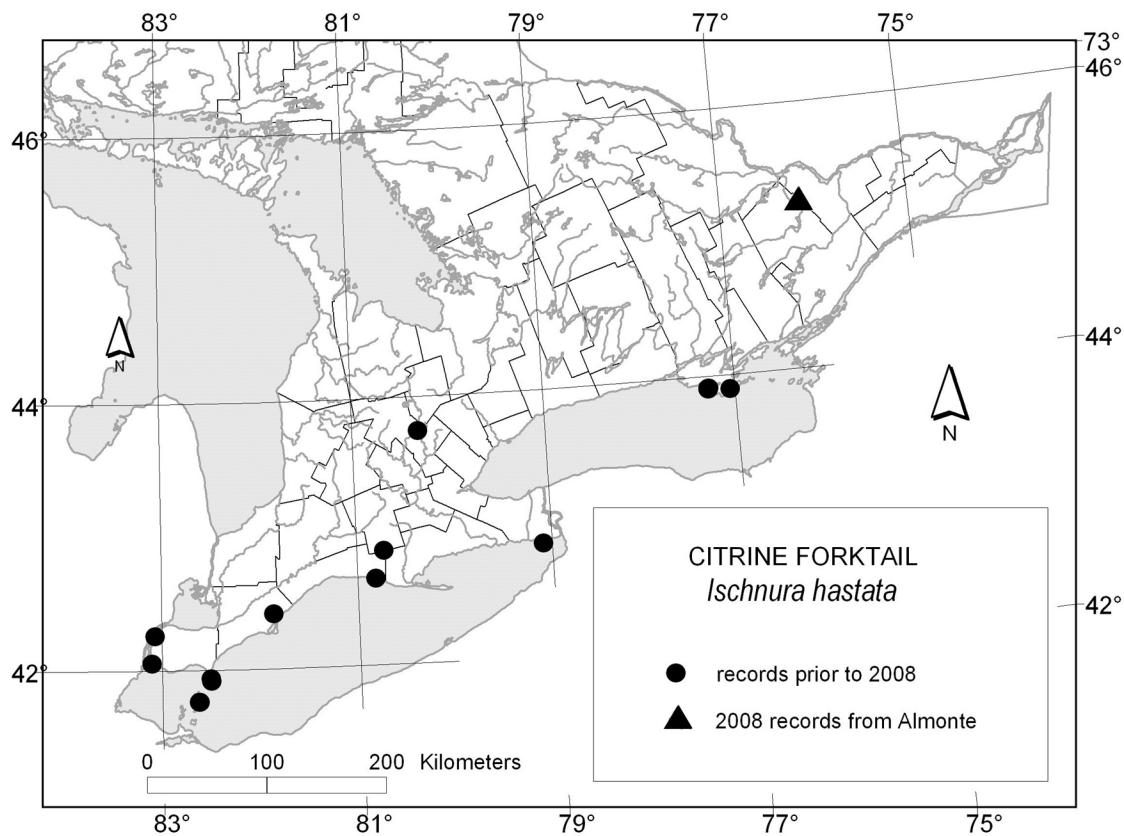 83° 81° 79° 77° 75° 73°
46°
46°
N
44°
44°
N
CITRINE FORKTAIL
Ischnura hastata
42°
42°
records prior to 2008
2008 records from Almonte
0 100 200 Kilometers
83° 81° 79° 77° 75°